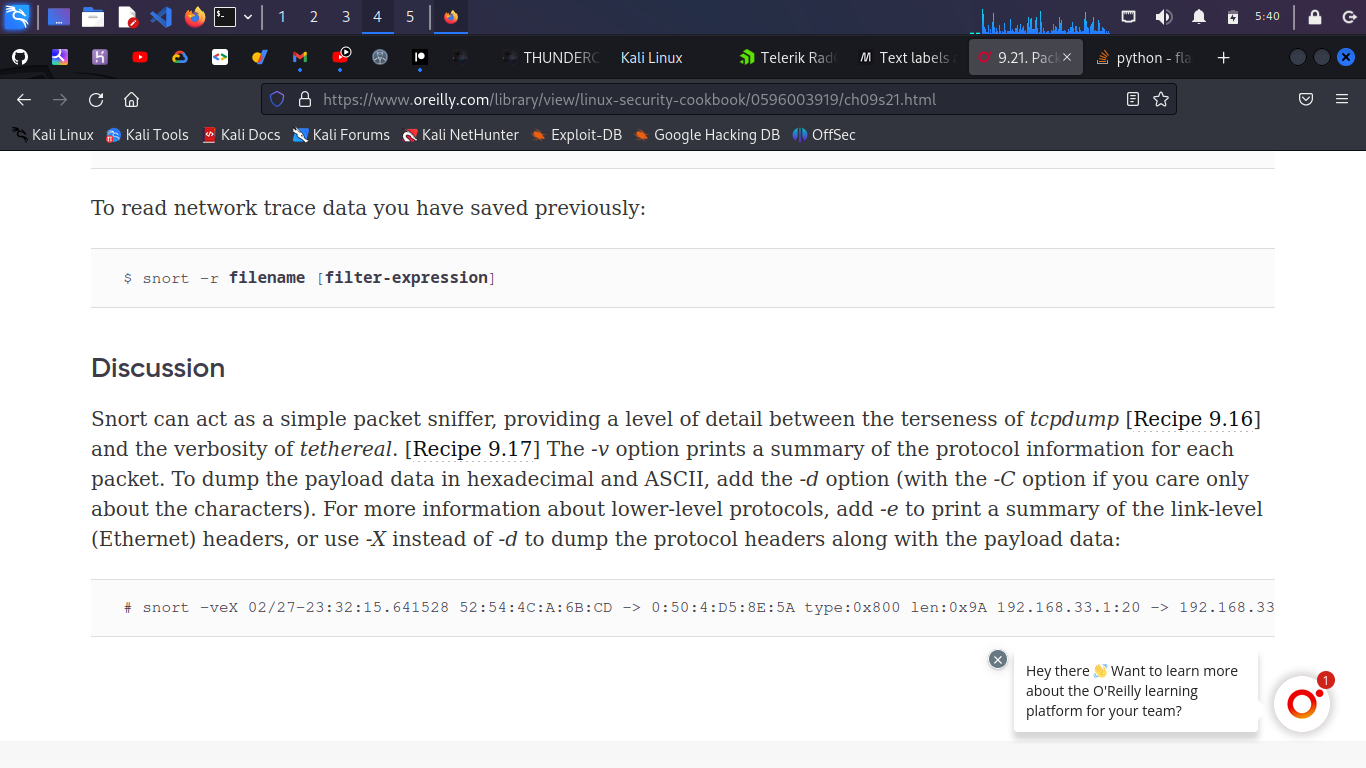 1 2 3 4 5 5:40
THUNDERC Kali Linux Telerik Rad Text labels a 9.21. Pack python - fla
https://www.oreilly.com/library/view/linux-security-cookbook/0596003919/ch09s21.html
Kali Linux Kali Tools Kali Docs Kali Forums Kali NetHunter Exploit-DB Google Hacking DB OffSec
To read network trace data you have saved previously:
$ snort -r filename [filter-expression]
Discussion
Snort can act as a simple packet sniffer, providing a level of detail between the terseness of tcpdump [Recipe 9.16]
and the verbosity of tethereal. [Recipe 9.17] The -v option prints a summary of the protocol information for each
packet. To dump the payload data in hexadecimal and ASCII, add the -d option (with the -C option if you care only
about the characters). For more information about lower-level protocols, add -e to print a summary of the link-level
(Ethernet) headers, or use -X instead of -d to dump the protocol headers along with the payload data:
# snort -veX 02/27-23:32:15.641528 52:54:4C:A:6B:CD -> 0:50:4:D5:8E:5A type:0x800 len:0x9A 192.168.33.1:20 -> 192.168.33
Hey there 👋 Want to learn more
about the O'Reilly learning
platform for your team?
1